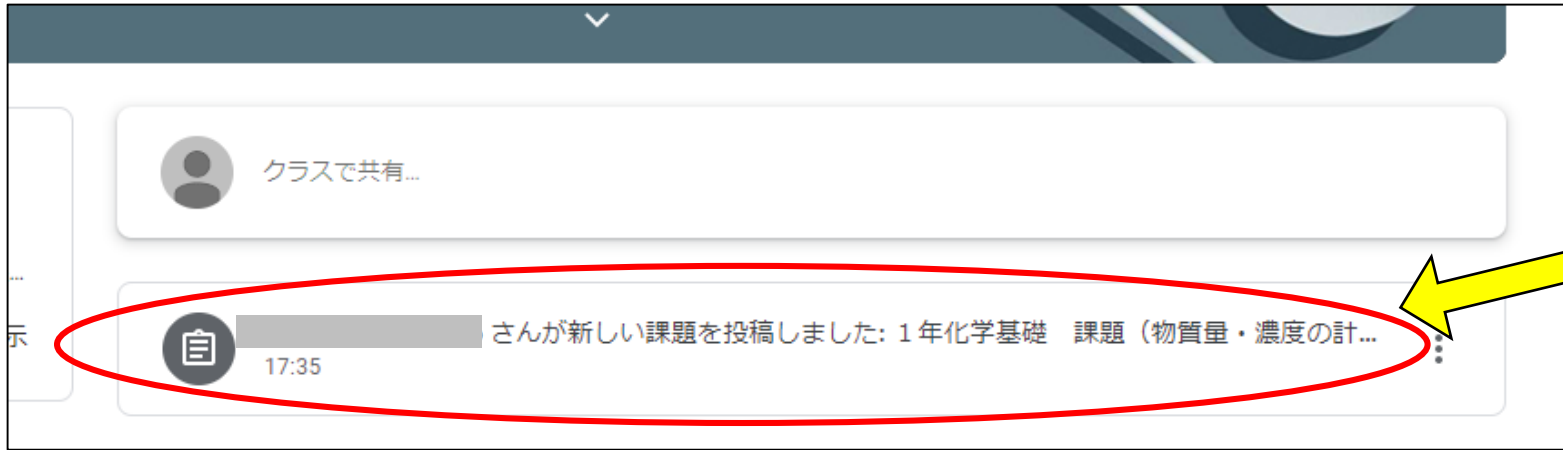 クラスで共有...
...
示
さんが新しい課題を投稿しました: 1年化学基礎　課題（物質量・濃度の計...
17:35